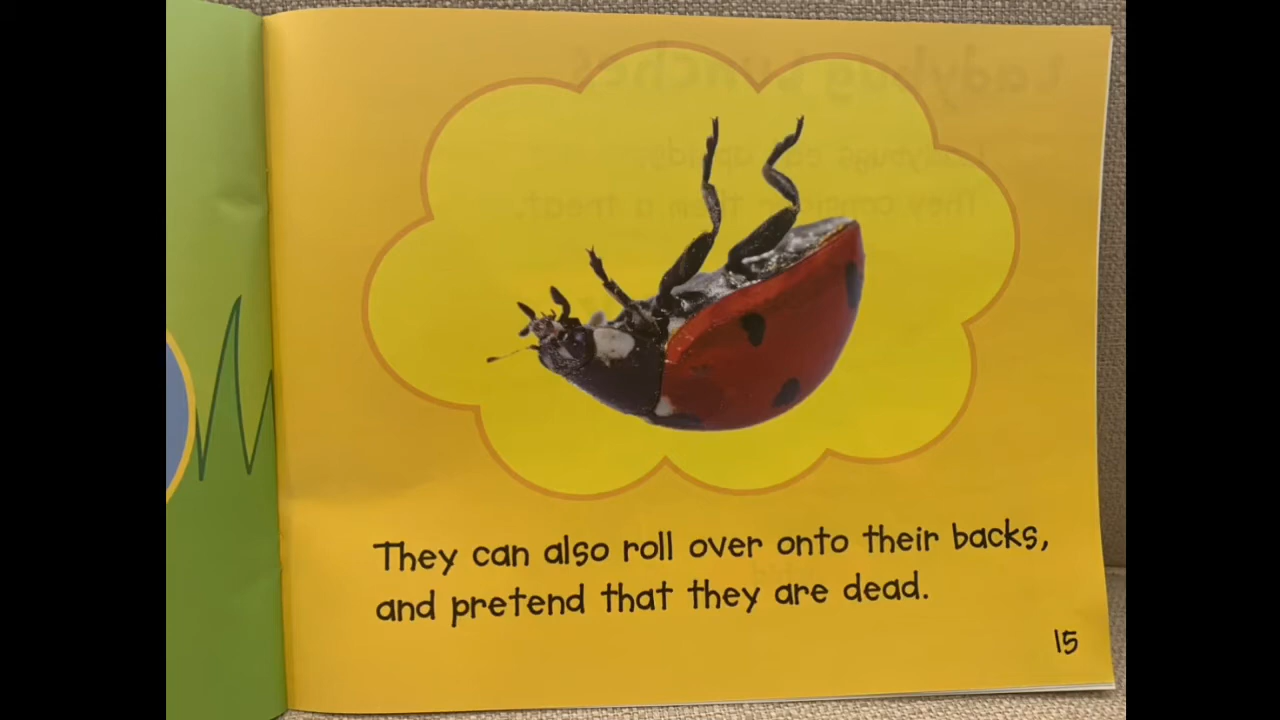 They can also roll over onto their backs,
and pretend that they are dead.
15